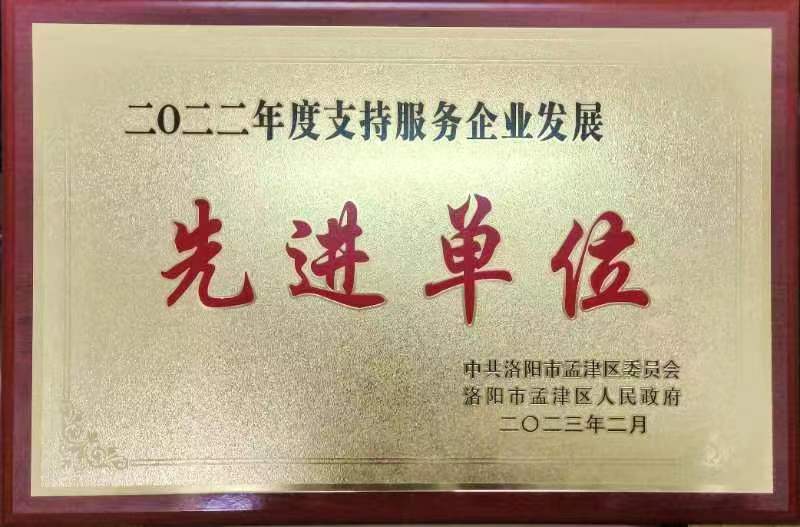 二〇二二年度支持服务企业发展
先进单位
中共洛阳市孟津区委员会
洛阳市孟津区人民政府
二〇二三年二月